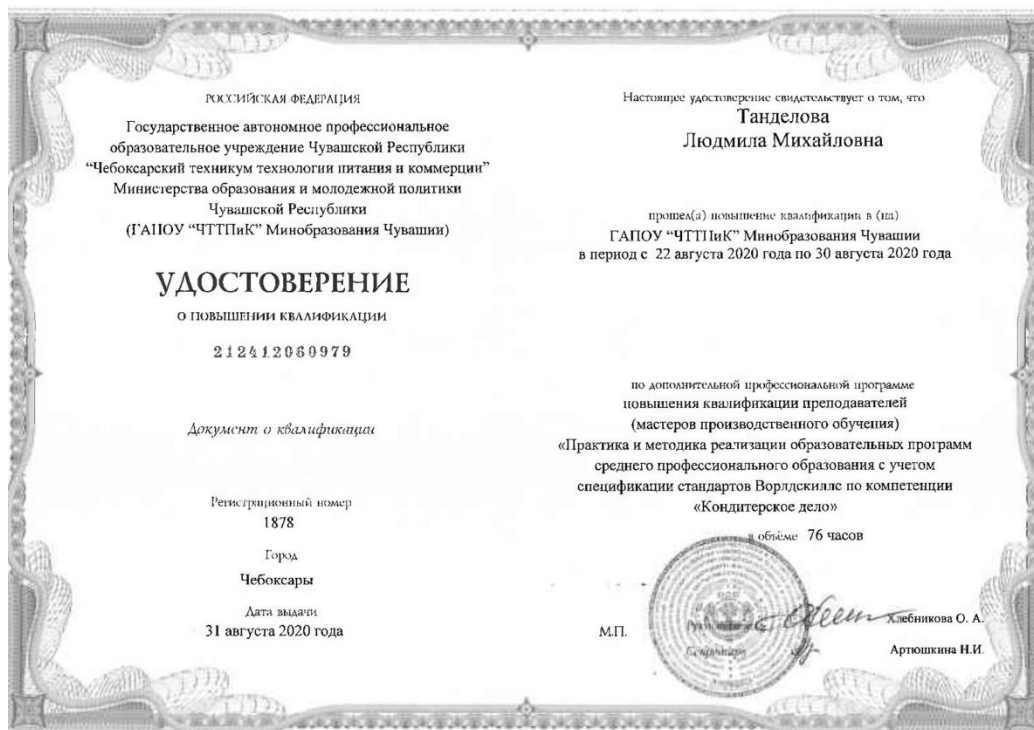 РОССИЙСКАЯ ФЕДЕРАЦИЯ
Государственное автономное профессиональное
образовательное учреждение Чувашской Республики
“Чебоксарский техникум технологии питания и коммерции”
Министерства образования и молодежной политики
Чувашской Республики
(ГАПОУ “ЧТТПиК” Минобразования Чувашии)
УДОСТОВЕРЕНИЕ
О ПОВЫШЕНИИ КВАЛИФИКАЦИИ
212412060979
Документ о квалификации
Регистрационный номер
1878
Город
Чебоксары
Дата выдачи
31 августа 2020 года
Настоящее удостоверение свидетельствует о том, что
Танделова
Людмила Михайловна
прошел(а) повышение квалификации в (на)
ГАПОУ “ЧТТПиК” Минобразования Чувашии
в период с 22 августа 2020 года по 30 августа 2020 года
по дополнительной профессиональной программе
повышения квалификации преподавателей
(мастеров производственного обучения)
«Практика и методика реализации образовательных программ
среднего профессионального образования с учетом
спецификации стандартов Ворлдскиллс по компетенции
«Кондитерское дело»
в объёме 76 часов
М.П.
Хлебникова О. А.
Секретарь
Артюшкина Н.И.